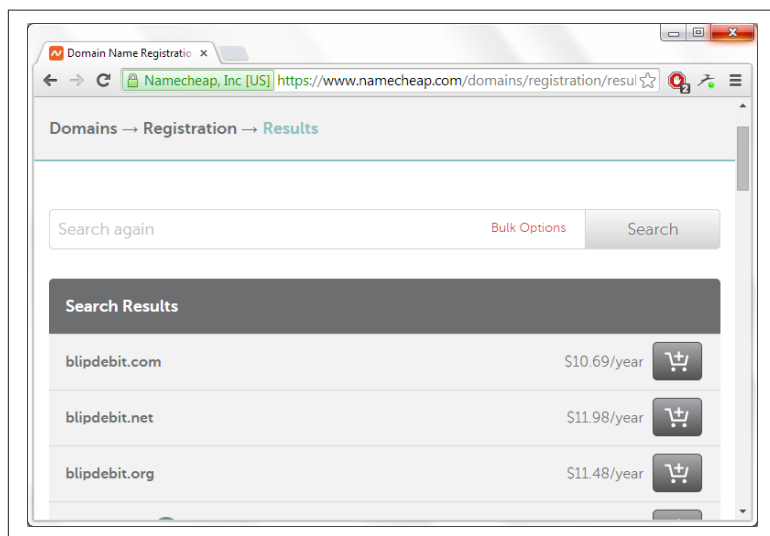 Domain Name Registratio
Namecheap, Inc [US] https://www.namecheap.com/domains/registration/resul
2
Domains → Registration → Results
Search again Bulk Options Search
Search Results
blipdebit.com $10.69/year
blipdebit.net $11.98/year
blipdebit.org $11.48/year